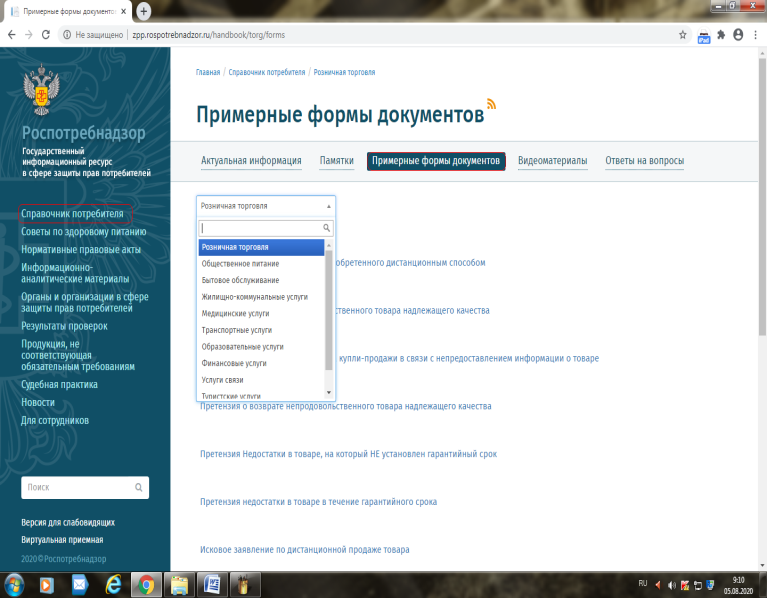 Примерные формы документо
Не защищено
zpp.rospotrebnadzor.ru/handbook/torg/forms
Роспотребнадзор
Государственный
информационный ресурс
в сфере защиты прав потребителей
Справочник потребителя
Советы по здоровому питанию
Нормативные правовые акты
Информационно-
аналитические материалы
Органы и организации в сфере
защиты прав потребителей
Результаты проверок
Продукция, не
соответствующая
обязательным требованиям
Судебная практика
Новости
Для сотрудников
Поиск
Версия для слабовидящих
Виртуальная приемная
2020©Роспотребнадзор
Главная / Справочник потребителя / Розничная торговля
Примерные формы документов
Актуальная информация
Памятки
Примерные формы документов
Видеоматериалы
Ответы на вопросы
Розничная торговля
Розничная торговля
Общественное питание
Бытовое обслуживание
Жилищно-коммунальные услуги
Медицинские услуги
Транспортные услуги
Образовательные услуги
Финансовые услуги
Услуги связи
Туристские услуги
обретенного дистанционным способом
ственного товара надлежащего качества
купли-продажи в связи с непредоставлением информации о товаре
Претензия о возврате непродовольственного товара надлежащего качества
Претензия Недостатки в товаре, на который НЕ установлен гарантийный срок
Претензия недостатки в товаре в течение гарантийного срока
Исковое заявление по дистанционной продаже товара
RU
9:10
05.08.2020